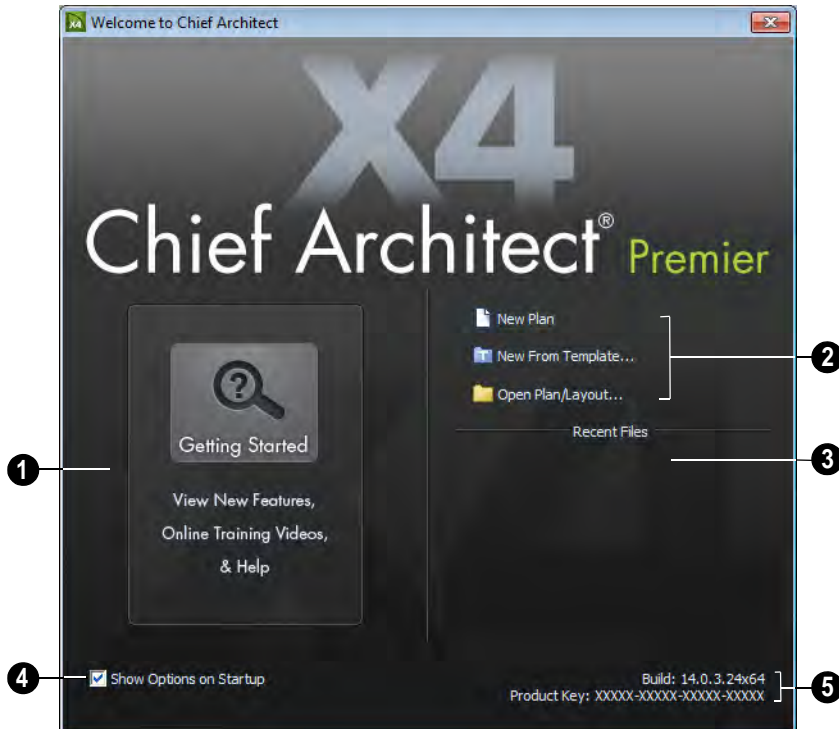 X4 Welcome to Chief Architect
X4
Chief Architect® Premier
New Plan
T New From Template...
2
Open Plan/Layout...
Recent Files
3
?
Getting Started
1
View New Features,
Online Training Videos,
& Help
4
Show Options on Startup
Build: 14.0.3.24x64
5
Product Key: XXXXX-XXXXX-XXXXX-XXXXX